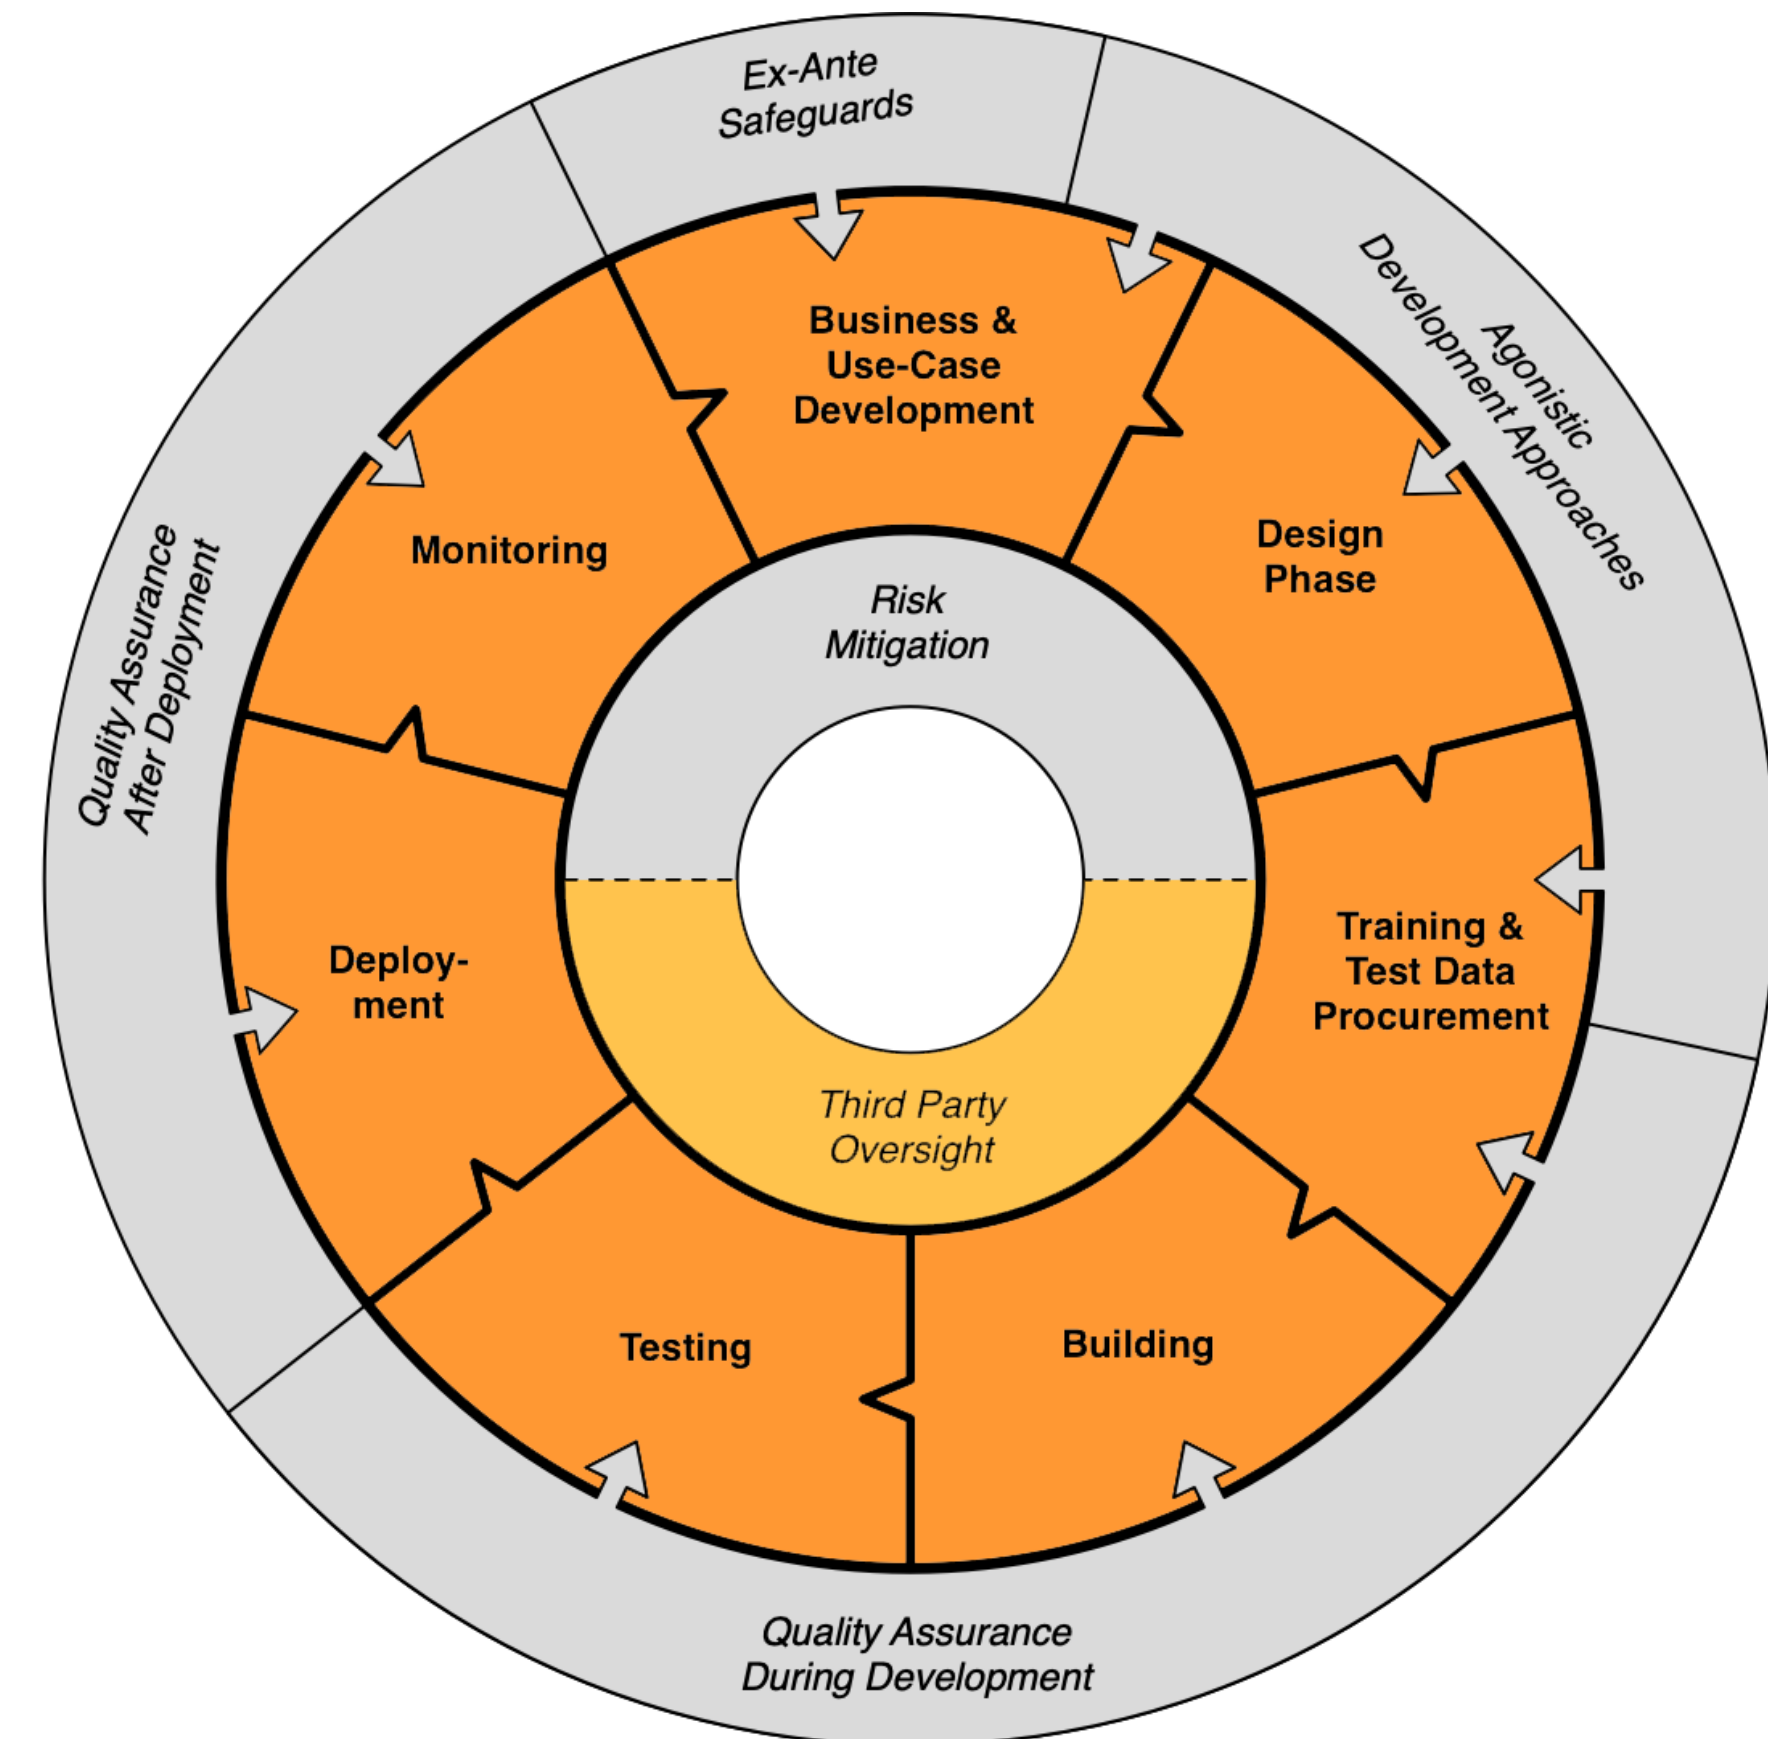 Ex-Ante
Safeguards
Agonistic
Development Approaches
Business &
Use-Case
Development
Design
Phase
Monitoring
Quality Assurance
After Deployment
Risk
Mitigation
Training &
Test Data
Procurement
Deploy-
ment
Third Party
Oversight
Testing
Building
Quality Assurance
During Development